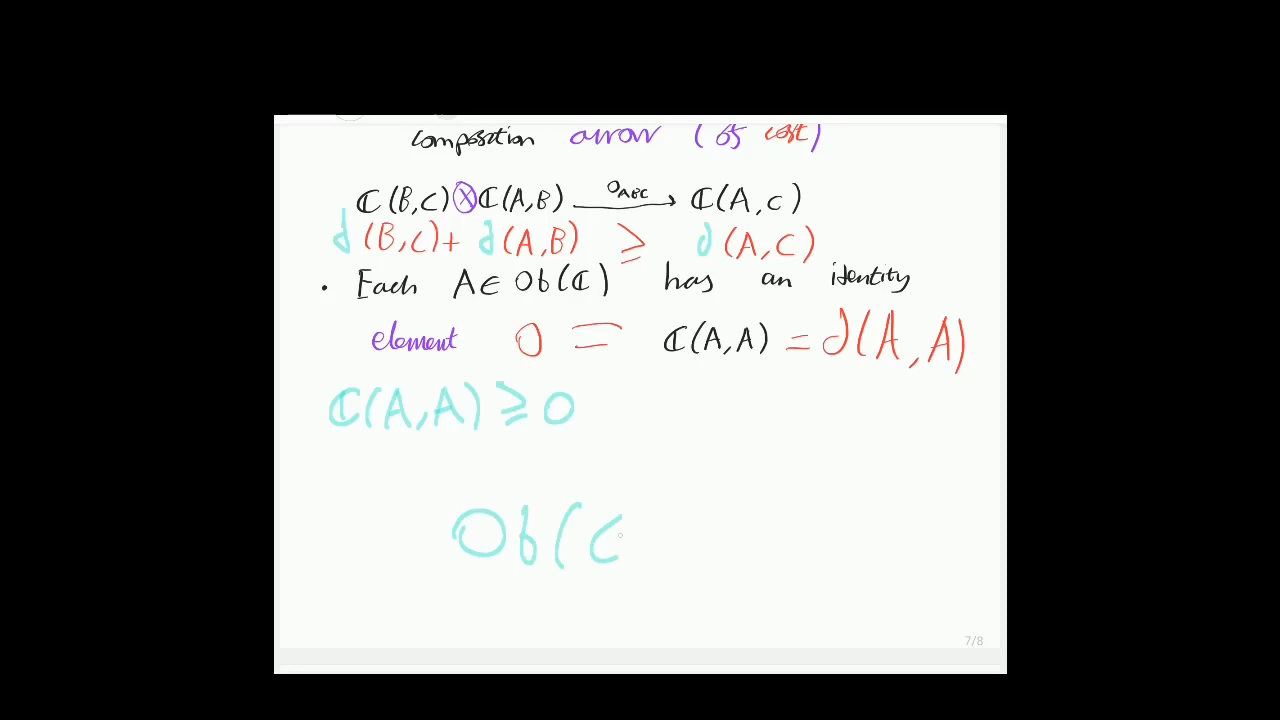 composition arrow (of cost)
ℂ(B,C)⊗ℂ(A,B) —∘ABC→ ℂ(A,C)
d(B,C)+ d(A,B) ≥ d(A,C)
• Each A∈ Ob(ℂ) has an identity
element 0 = ℂ(A,A) = d(A,A)
ℂ(A,A) ≥ 0
Ob(C
7/8